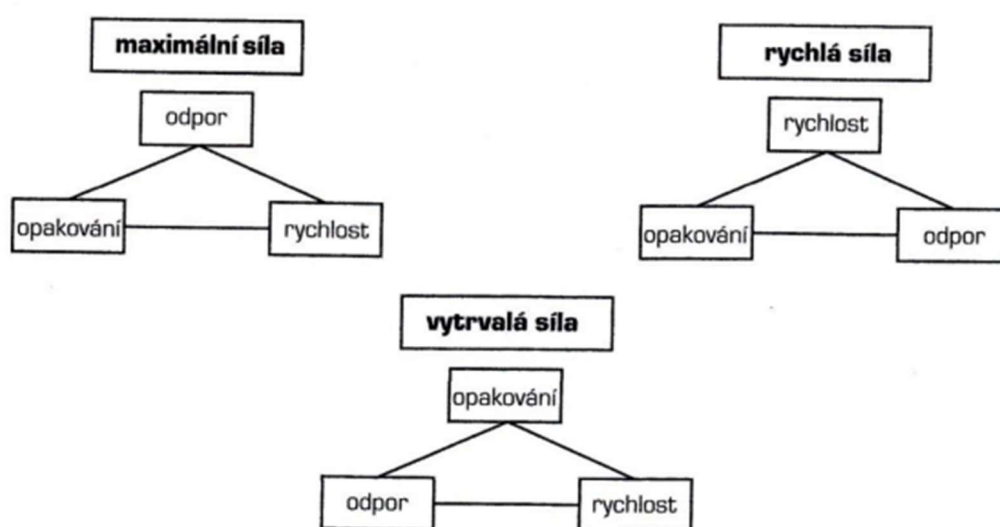 maximální síla
odpor
opakování
rychlost
rychlá síla
rychlost
opakování
odpor
vytrvalá síla
opakování
odpor
rychlost